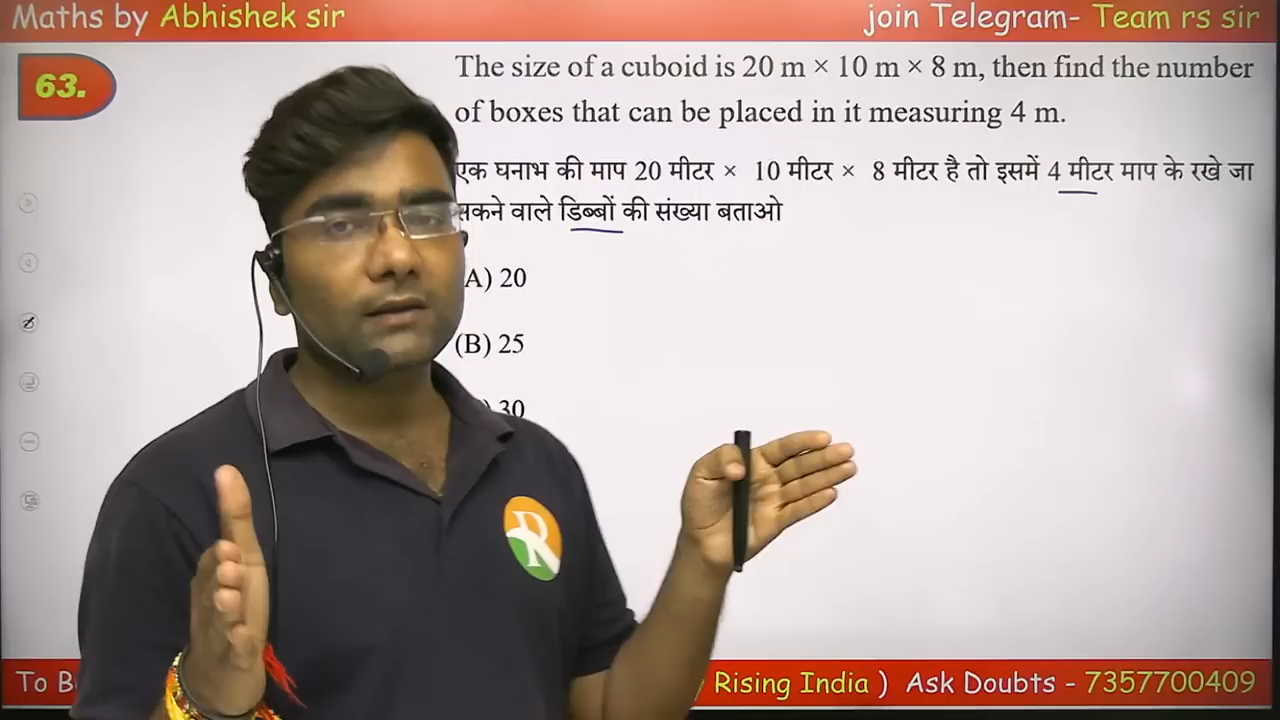 Maths by Abhishek sir
join Telegram- Team rs sir
63.
The size of a cuboid is 20 m × 10 m × 8 m, then find the number
of boxes that can be placed in it measuring 4 m.
एक घनाभ की माप 20 मीटर × 10 मीटर × 8 मीटर है तो इसमें 4 मीटर माप के रखे जा
सकने वाले डिब्बों की संख्या बताओ
A) 20
(B) 25
) 30
R
To B
Rising India ) Ask Doubts - 7357700409